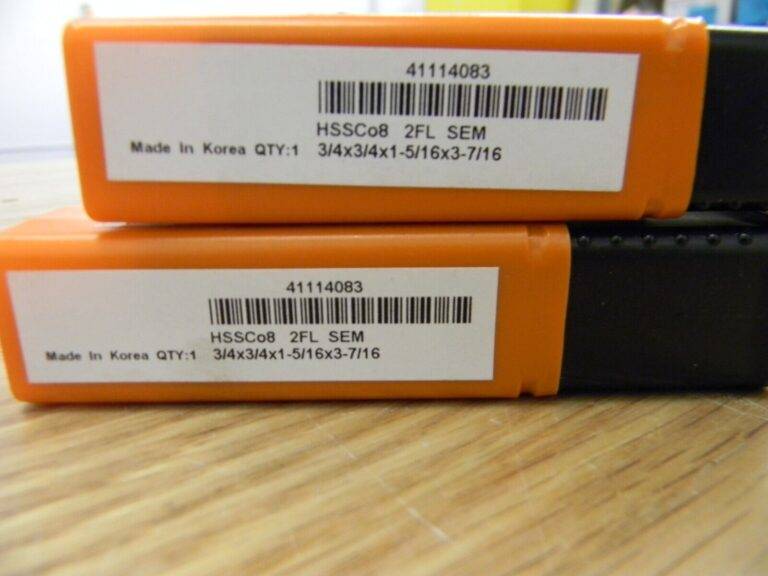 41114083
HSSCo8 2FL SEM
Made In Korea QTY:1 3/4x3/4x1-5/16x3-7/16
41114083
HSSCo8 2FL SEM
Made In Korea QTY:1 3/4x3/4x1-5/16x3-7/16